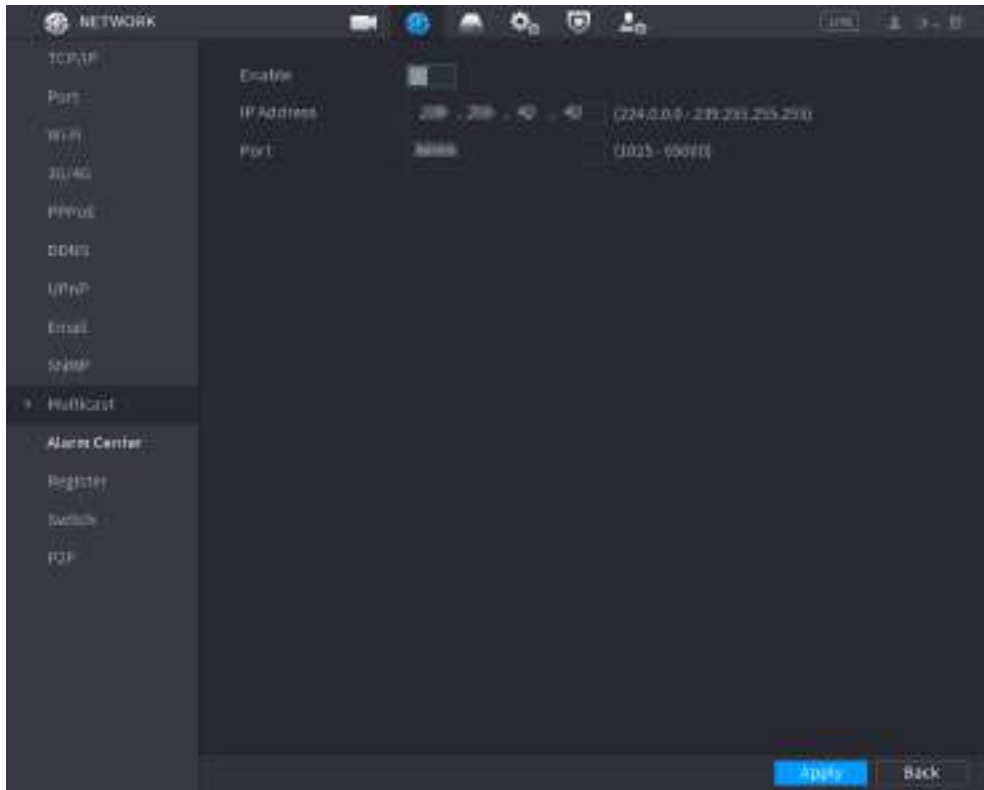 NETWORK
LIVE
TCP/IP
Port
Wi-Fi
3G/4G
PPPoE
DDNS
UPnP
Email
SNMP
Multicast
Alarm Center
Register
Switch
P2P
Enable
IP Address (224.0.0.0 - 239.255.255.255)
Port (1025 - 65000)
Apply Back